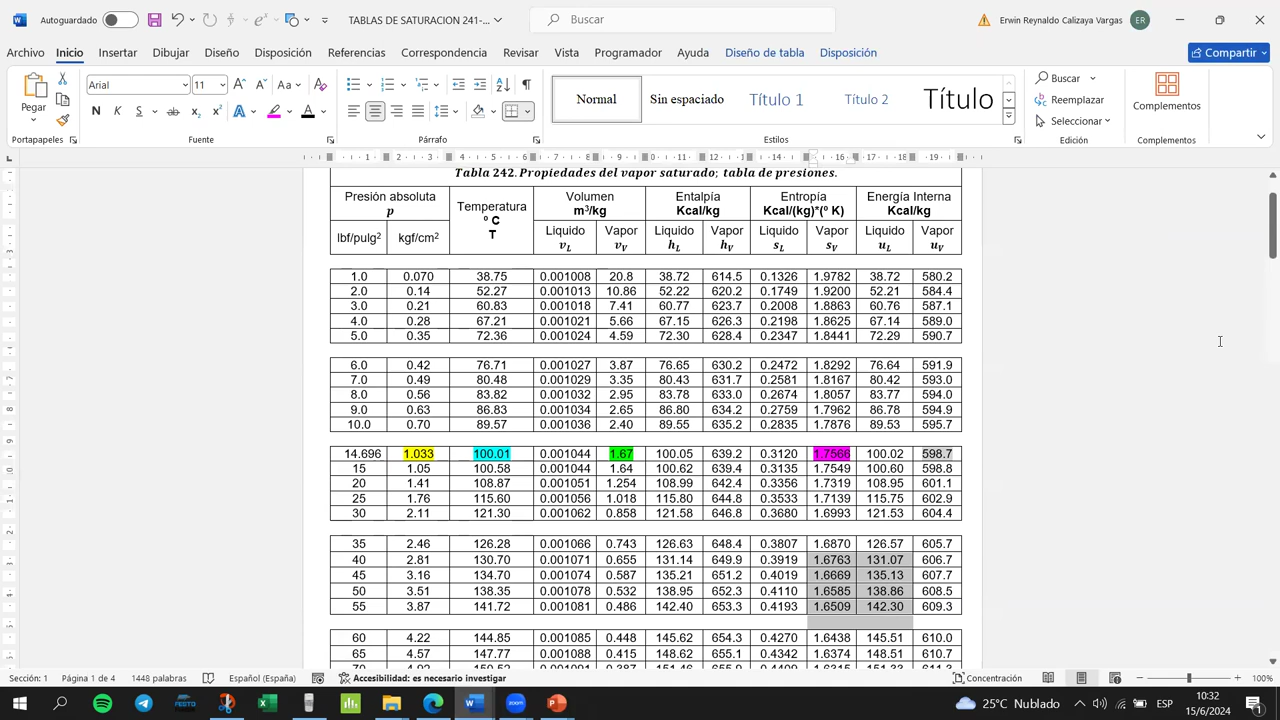 Autoguardado
TABLAS DE SATURACION 241-...
Buscar
Erwin Reynaldo Calizaya Vargas
ER
Archivo Inicio Insertar Dibujar Diseño Disposición Referencias Correspondencia Revisar Vista Programador Ayuda Diseño de tabla Disposición
Compartir
Pegar
Arial 11
Normal
Sin espaciado
Título 1
Título 2
Título
Buscar
Reemplazar
Seleccionar
Complementos
Portapapeles Fuente Párrafo Estilos Edición Complementos
Tabla 242. Propiedades del vapor saturado; tabla de presiones.
Presión absoluta p
Temperatura º C T
Volumen m³/kg
Entalpía Kcal/kg
Entropía Kcal/(kg)*(º K)
Energía Interna Kcal/kg
lbf/pulg² kgf/cm² Liquido vL Vapor vV Liquido hL Vapor hV Liquido sL Vapor sV Liquido uL Vapor uV
1.0 0.070 38.75 0.001008 20.8 38.72 614.5 0.1326 1.9782 38.72 580.2
2.0 0.14 52.27 0.001013 10.86 52.22 620.2 0.1749 1.9200 52.21 584.4
3.0 0.21 60.83 0.001018 7.41 60.77 623.7 0.2008 1.8863 60.76 587.1
4.0 0.28 67.21 0.001021 5.66 67.15 626.3 0.2198 1.8625 67.14 589.0
5.0 0.35 72.36 0.001024 4.59 72.30 628.4 0.2347 1.8441 72.29 590.7
6.0 0.42 76.71 0.001027 3.87 76.65 630.2 0.2472 1.8292 76.64 591.9
7.0 0.49 80.48 0.001029 3.35 80.43 631.7 0.2581 1.8167 80.42 593.0
8.0 0.56 83.82 0.001032 2.95 83.78 633.0 0.2674 1.8057 83.77 594.0
9.0 0.63 86.83 0.001034 2.65 86.80 634.2 0.2759 1.7962 86.78 594.9
10.0 0.70 89.57 0.001036 2.40 89.55 635.2 0.2835 1.7876 89.53 595.7
14.696 1.033 100.01 0.001044 1.67 100.05 639.2 0.3120 1.7566 100.02 598.7
15 1.05 100.58 0.001044 1.64 100.62 639.4 0.3135 1.7549 100.60 598.8
20 1.41 108.87 0.001051 1.254 108.99 642.4 0.3356 1.7319 108.95 601.1
25 1.76 115.60 0.001056 1.018 115.80 644.8 0.3533 1.7139 115.75 602.9
30 2.11 121.30 0.001062 0.858 121.58 646.8 0.3680 1.6993 121.53 604.4
35 2.46 126.28 0.001066 0.743 126.63 648.4 0.3807 1.6870 126.57 605.7
40 2.81 130.70 0.001071 0.655 131.14 649.9 0.3919 1.6763 131.07 606.7
45 3.16 134.70 0.001074 0.587 135.21 651.2 0.4019 1.6669 135.13 607.7
50 3.51 138.35 0.001078 0.532 138.95 652.3 0.4110 1.6585 138.86 608.5
55 3.87 141.72 0.001081 0.486 142.40 653.3 0.4193 1.6509 142.30 609.3
60 4.22 144.85 0.001085 0.448 145.62 654.3 0.4270 1.6438 145.51 610.0
65 4.57 147.77 0.001088 0.415 148.62 655.1 0.4342 1.6374 148.51 610.7
Sección: 1 Página 1 de 4 1448 palabras Español (España) Accesibilidad: es necesario investigar Concentración 100%
25°C Nublado
ESP
10:32
15/6/2024